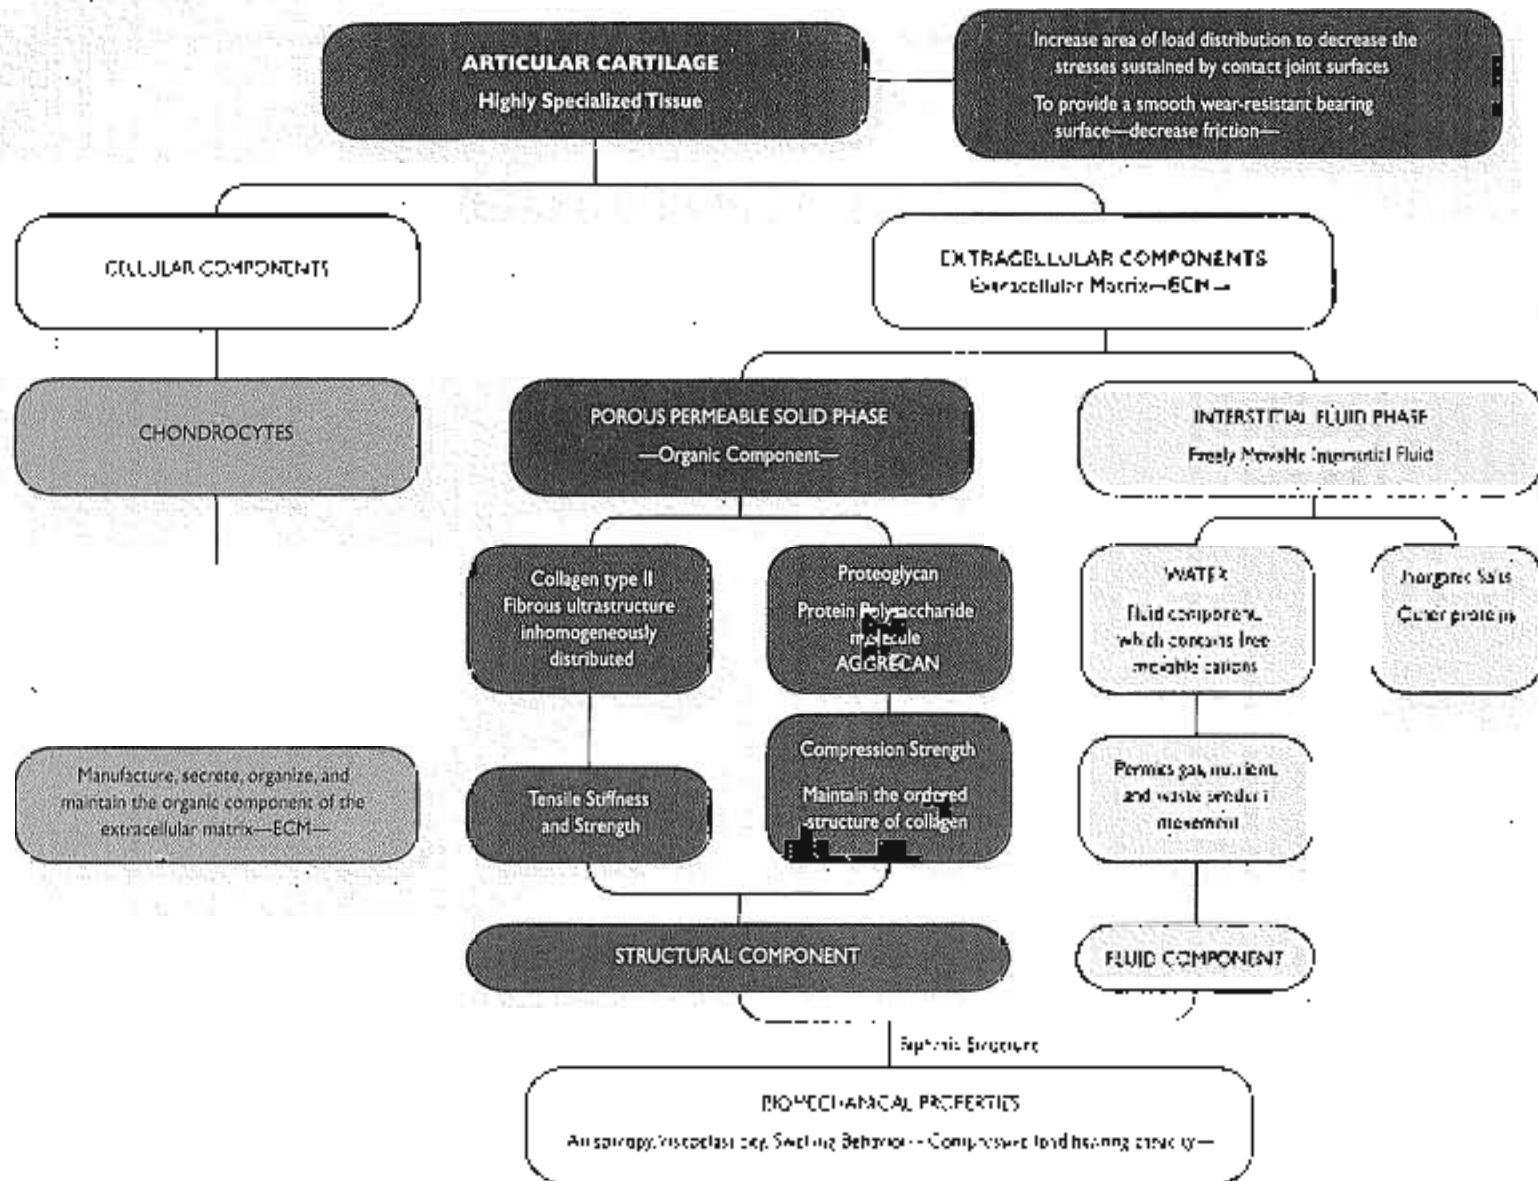 ARTICULAR CARTILAGE
Highly Specialized Tissue
Increase area of load distribution to decrease the
stresses sustained by contact joint surfaces
To provide a smooth wear-resistant bearing
surface—decrease friction—
CELLULAR COMPONENTS
EXTRACELLULAR COMPONENTS
Extracellular Matrix—ECM—
CHONDROCYTES
POROUS PERMEABLE SOLID PHASE
—Organic Component—
INTERSTITIAL FLUID PHASE
Freely Movable Interstitial Fluid
Collagen type II
Fibrous ultrastructure
inhomogeneously
distributed
Proteoglycan
Protein Polysaccharide
molecule
AGGRECAN
WATER
Fluid component,
which contains free
movable cations
Inorganic Salts
Other proteins
Manufacture, secrete, organize, and
maintain the organic component of the
extracellular matrix—ECM—
Tensile Stiffness
and Strength
Compression Strength
Maintain the ordered
structure of collagen
Permits gas, nutrient,
and waste product
movement
STRUCTURAL COMPONENT
FLUID COMPONENT
Biphasic Structure
BIOMECHANICAL PROPERTIES
Anisotropy, Viscoelasticity, Swelling Behavior load bearing capacity—